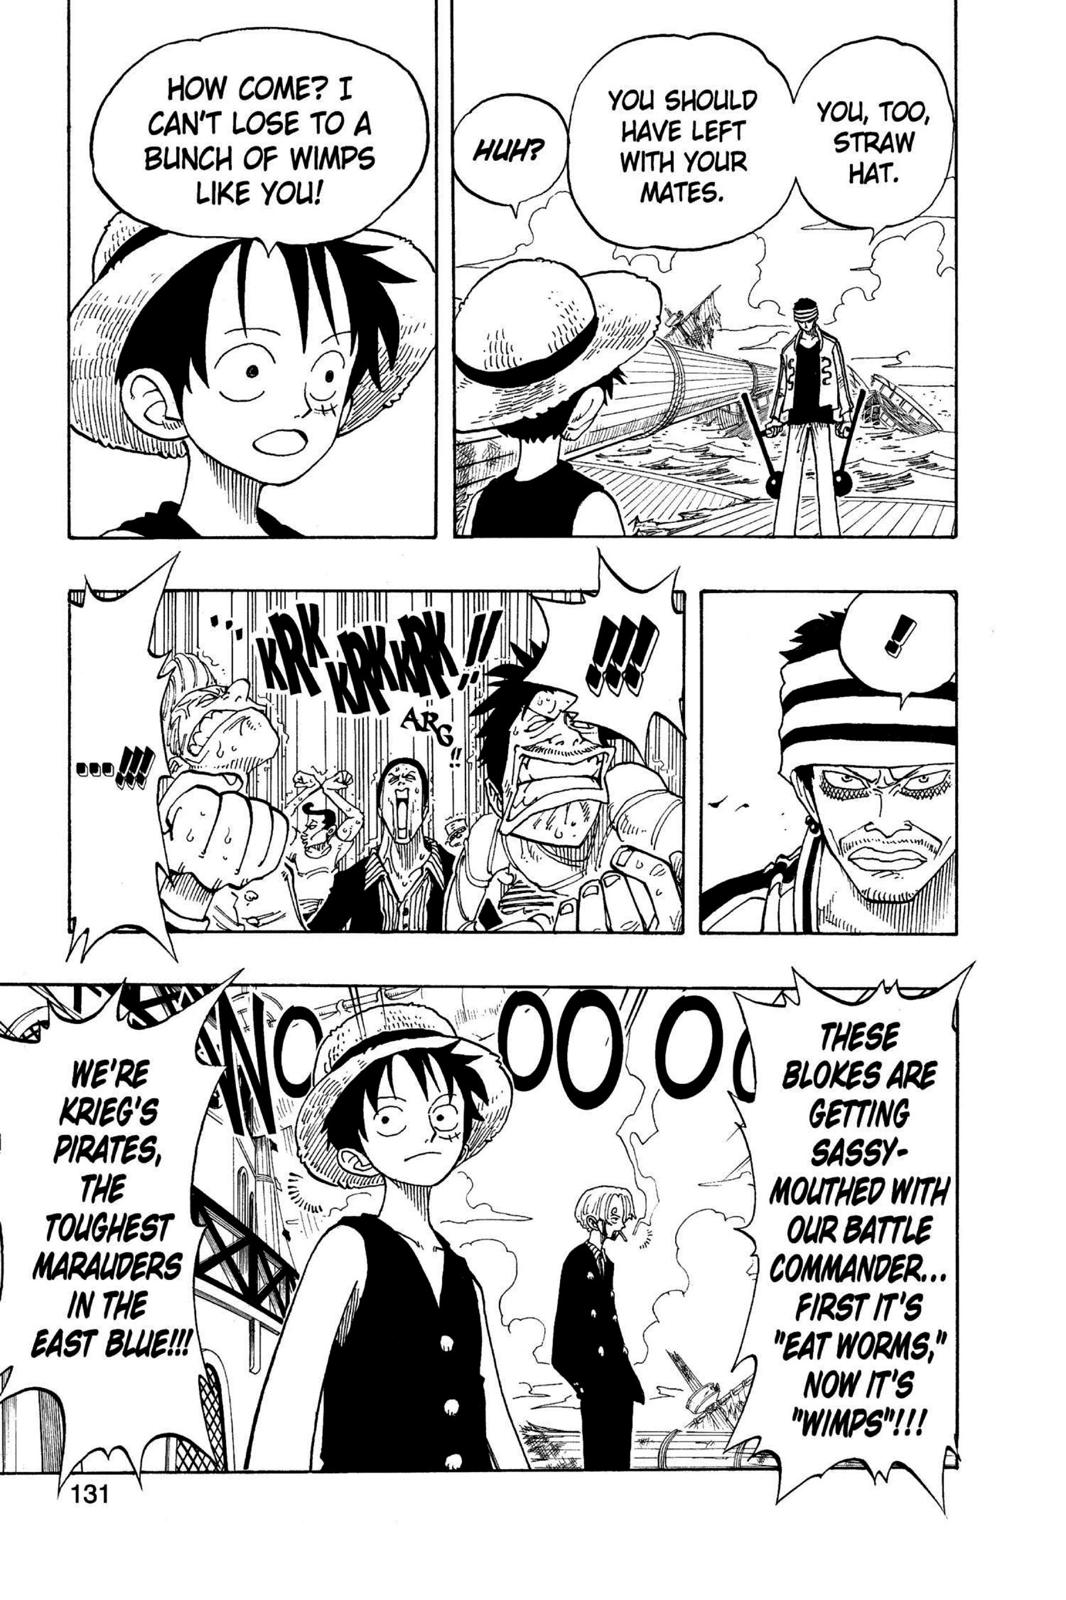 YOU, TOO,
STRAW
HAT.
YOU SHOULD
HAVE LEFT
WITH YOUR
MATES.
HUH?
HOW COME? I
CAN'T LOSE TO A
BUNCH OF WIMPS
LIKE YOU!
!
!!!
KRK
KRKKRK!!
ARG!!
...
...!!!
THESE
BLOKES ARE
GETTING
SASSY-
MOUTHED WITH
OUR BATTLE
COMMANDER...
FIRST IT'S
"EAT WORMS,"
NOW IT'S
"WIMPS"!!!
WOOOOO
WE'RE
KRIEG'S
PIRATES,
THE
TOUGHEST
MARAUDERS
IN THE
EAST BLUE!!!
131